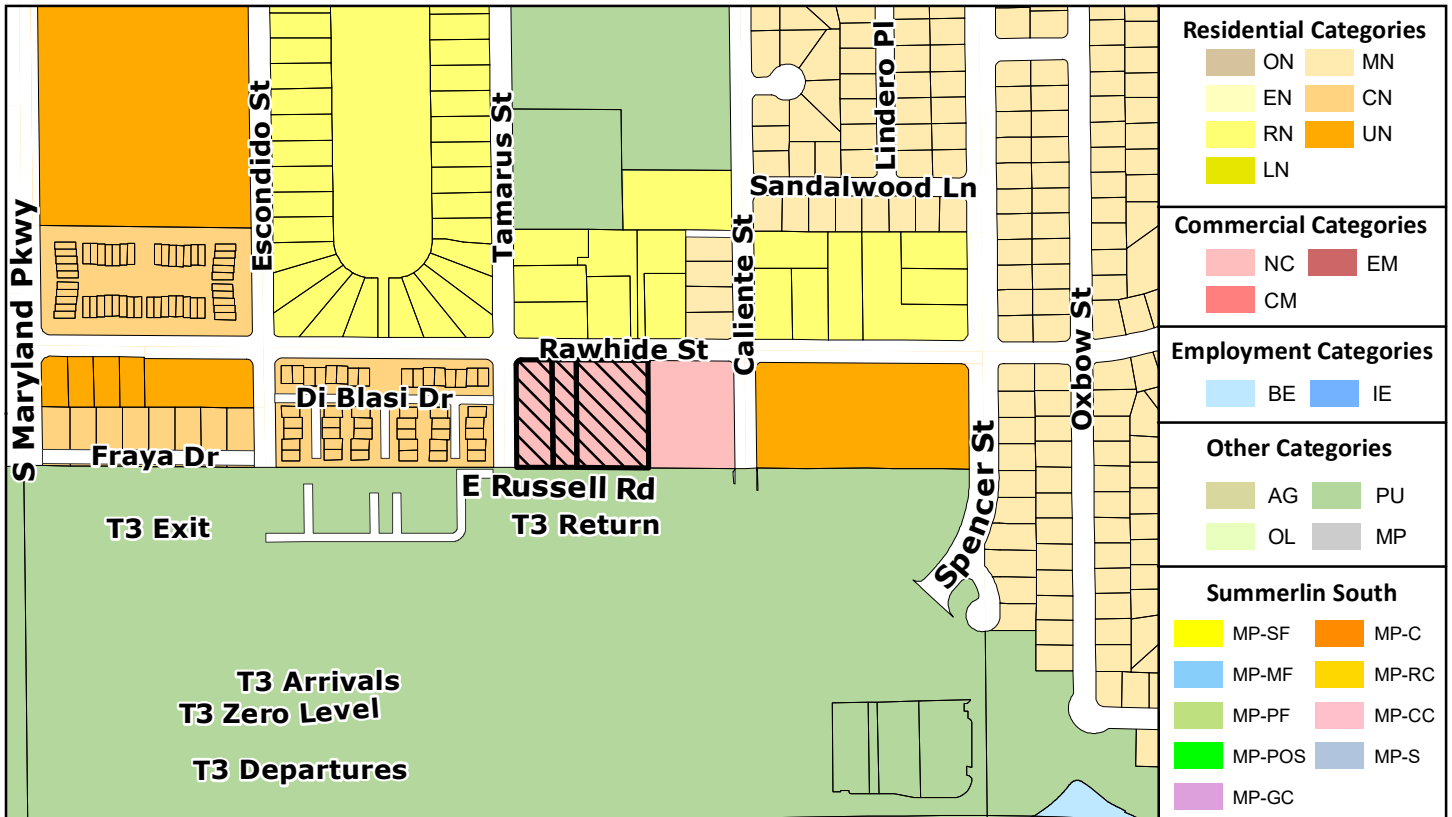 S Maryland Pkwy
Escondido St
Tamarus St
Lindero Pl
Sandalwood Ln
Caliente St
Rawhide St
Di Blasi Dr
Fraya Dr
Oxbow St
Spencer St
E Russell Rd
T3 Exit
T3 Return
T3 Arrivals
T3 Zero Level
T3 Departures
Residential Categories
ON MN
EN CN
RN UN
LN
Commercial Categories
NC EM
CM
Employment Categories
BE IE
Other Categories
AG PU
OL MP
Summerlin South
MP-SF MP-C
MP-MF MP-RC
MP-PF MP-CC
MP-POS MP-S
MP-GC